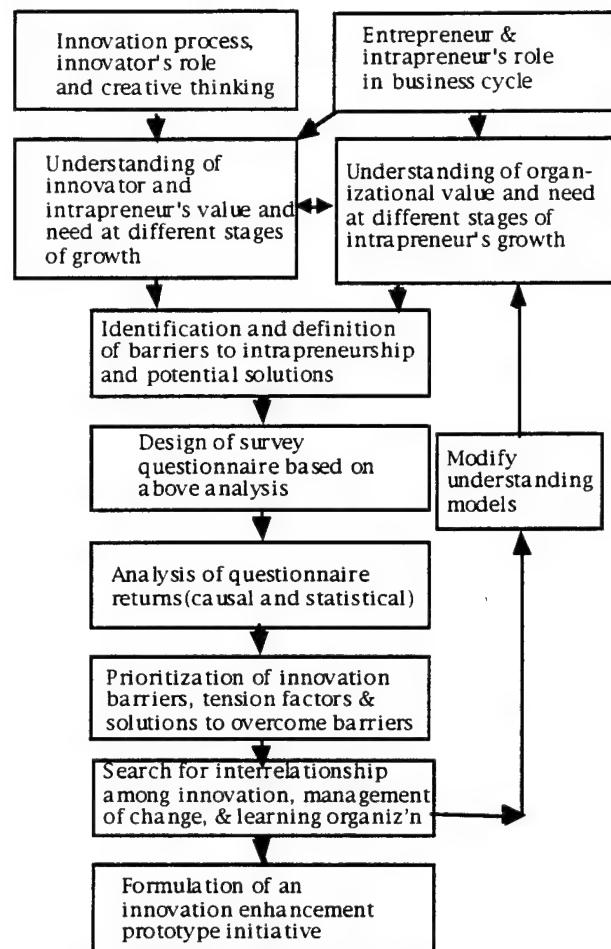 Innovation process,
innovator's role
and creative thinking
Entrepreneur &
intrapreneur's role
in business cycle
Understanding of
innovator and
intrapreneur's value and
need at different stages
of growth
Understanding of organ-
izational value and need
at different stages of
intrapreneur's growth
Identification and definition
of barriers to intrapreneurship
and potential solutions
Design of survey
questionnaire based on
above analysis
Modify
understanding
models
Analysis of questionnaire
returns(causal and statistical)
Prioritization of innovation
barriers, tension factors &
solutions to overcome barriers
Search for interrelationship
among innovation, management
of change, & learning organiz'n
Formulation of an
innovation enhancement
prototype initiative